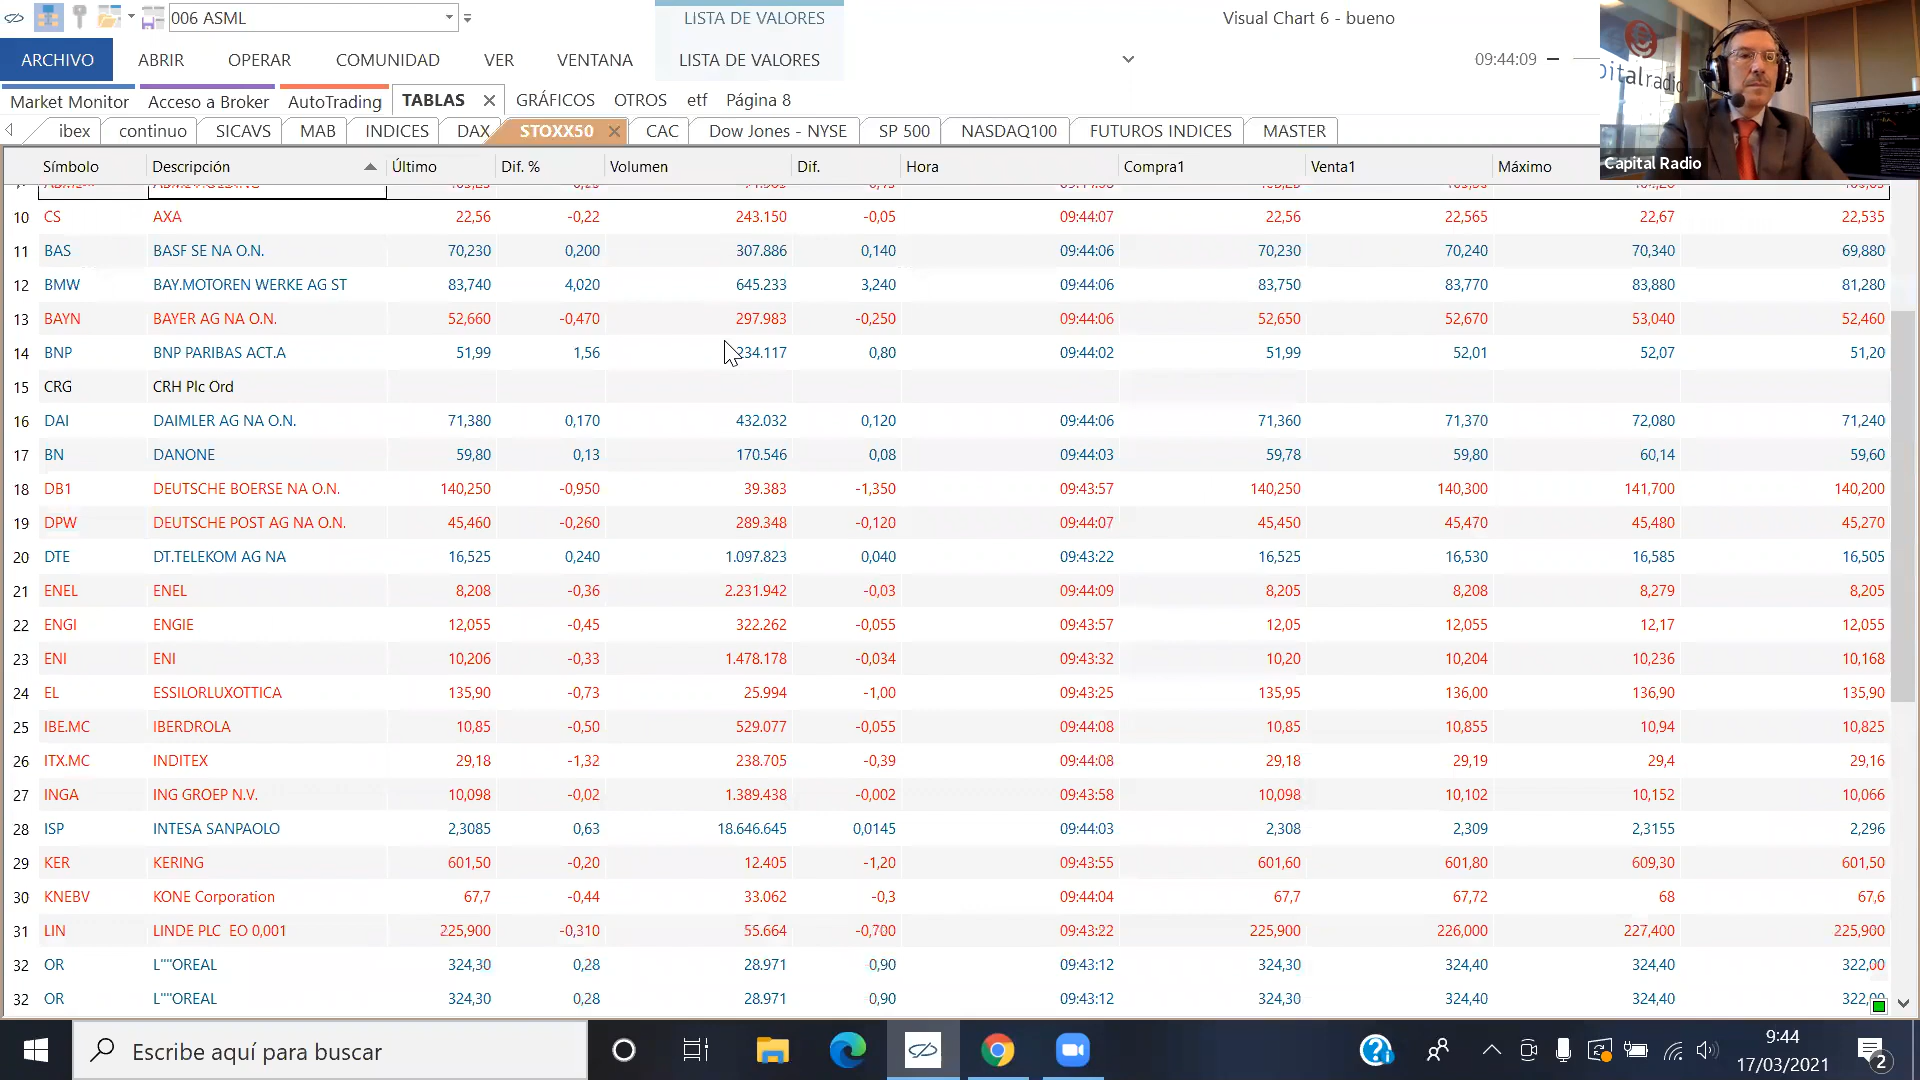 006 ASML
LISTA DE VALORES
Visual Chart 6 - bueno
ARCHIVO ABRIR OPERAR COMUNIDAD VER VENTANA LISTA DE VALORES 09:44:09
Market Monitor Acceso a Broker AutoTrading TABLAS GRÁFICOS OTROS etf Página 8
ibex continuo SICAVS MAB INDICES DAX STOXX50 CAC Dow Jones - NYSE SP 500 NASDAQ100 FUTUROS INDICES MASTER
Capital Radio
Símbolo Descripción Último Dif. % Volumen Dif. Hora Compra1 Venta1 Máximo
10 CS AXA 22,56 -0,22 243.150 -0,05 09:44:07 22,56 22,565 22,67 22,535
11 BAS BASF SE NA O.N. 70,230 0,200 307.886 0,140 09:44:06 70,230 70,240 70,340 69,880
12 BMW BAY.MOTOREN WERKE AG ST 83,740 4,020 645.233 3,240 09:44:06 83,750 83,770 83,880 81,280
13 BAYN BAYER AG NA O.N. 52,660 -0,470 297.983 -0,250 09:44:06 52,650 52,670 53,040 52,460
14 BNP BNP PARIBAS ACT.A 51,99 1,56 234.117 0,80 09:44:02 51,99 52,01 52,07 51,20
15 CRG CRH Plc Ord
16 DAI DAIMLER AG NA O.N. 71,380 0,170 432.032 0,120 09:44:06 71,360 71,370 72,080 71,240
17 BN DANONE 59,80 0,13 170.546 0,08 09:44:03 59,78 59,80 60,14 59,60
18 DB1 DEUTSCHE BOERSE NA O.N. 140,250 -0,950 39.383 -1,350 09:43:57 140,250 140,300 141,700 140,200
19 DPW DEUTSCHE POST AG NA O.N. 45,460 -0,260 289.348 -0,120 09:44:07 45,450 45,470 45,480 45,270
20 DTE DT.TELEKOM AG NA 16,525 0,240 1.097.823 0,040 09:43:22 16,525 16,530 16,585 16,505
21 ENEL ENEL 8,208 -0,36 2.231.942 -0,03 09:44:09 8,205 8,208 8,279 8,205
22 ENGI ENGIE 12,055 -0,45 322.262 -0,055 09:43:57 12,05 12,055 12,17 12,055
23 ENI ENI 10,206 -0,33 1.478.178 -0,034 09:43:32 10,20 10,204 10,236 10,168
24 EL ESSILORLUXOTTICA 135,90 -0,73 25.994 -1,00 09:43:25 135,95 136,00 136,90 135,90
25 IBE.MC IBERDROLA 10,85 -0,50 529.077 -0,055 09:44:08 10,85 10,855 10,94 10,825
26 ITX.MC INDITEX 29,18 -1,32 238.705 -0,39 09:44:08 29,18 29,19 29,4 29,16
27 INGA ING GROEP N.V. 10,098 -0,02 1.389.438 -0,002 09:43:58 10,098 10,102 10,152 10,066
28 ISP INTESA SANPAOLO 2,3085 0,63 18.646.645 0,0145 09:44:03 2,308 2,309 2,3155 2,296
29 KER KERING 601,50 -0,20 12.405 -1,20 09:43:55 601,60 601,80 609,30 601,50
30 KNEBV KONE Corporation 67,7 -0,44 33.062 -0,3 09:44:04 67,7 67,72 68 67,6
31 LIN LINDE PLC EO 0,001 225,900 -0,310 55.664 -0,700 09:43:22 225,900 226,000 227,400 225,900
32 OR L""OREAL 324,30 0,28 28.971 0,90 09:43:12 324,30 324,40 324,40 322,00
32 OR L""OREAL 324,30 0,28 28.971 0,90 09:43:12 324,30 324,40 324,40 322,00
Escribe aquí para buscar
9:44
17/03/2021
2